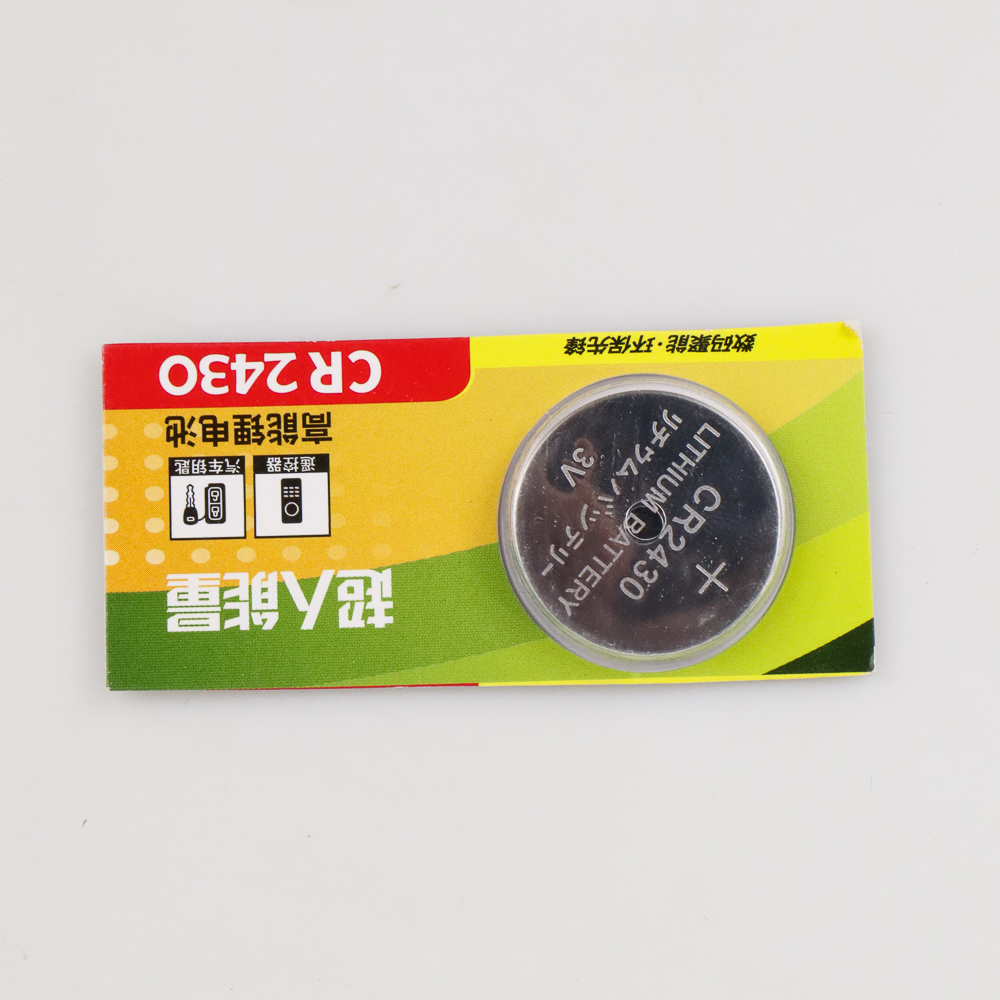 超人能量
遥控器
汽车钥匙
高能锂电池
CR 2430
数码聚能·环保先锋
+
CR2430
LITHIUM BATTERY
リチウムバッテリー
3V